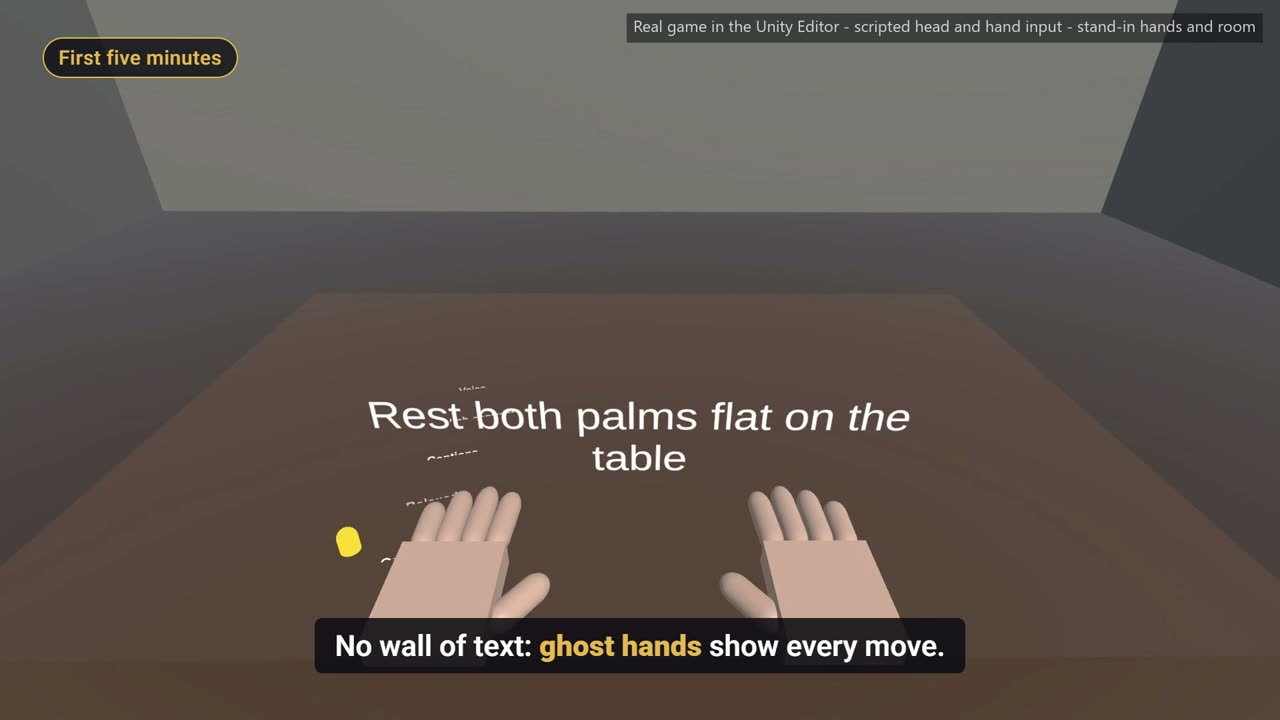 Real game in the Unity Editor - scripted head and hand input - stand-in hands and room
First five minutes
Rest both palms flat on the
table
No wall of text: ghost hands show every move.